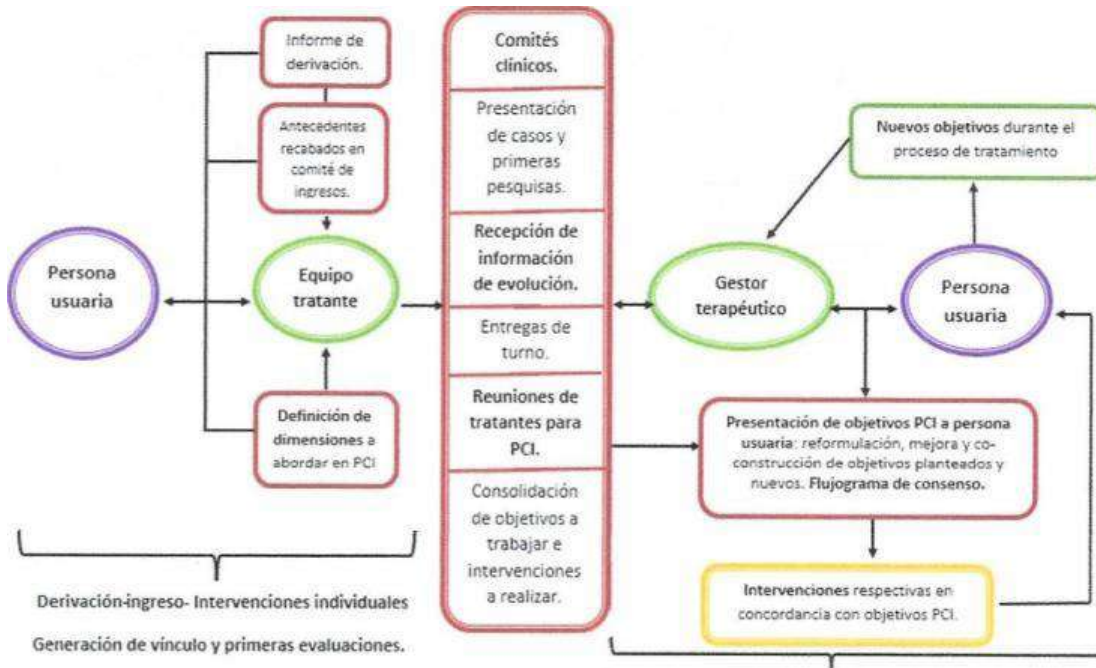 Informe de
derivación.
Antecedentes
recabados en
comité de
ingresos.
Persona
usuaria
Equipo
tratante
Definición de
dimensiones a
abordar en PCI
Derivación-ingreso- Intervenciones individuales
Generación de vínculo y primeras evaluaciones.
Comités
clínicos.
Presentación
de casos y
primeras
pesquisas.
Recepción de
información
de evolución.
Entregas de
turno.
Reuniones de
tratantes para
PCI.
Consolidación
de objetivos a
trabajar e
intervenciones
a realizar.
Nuevos objetivos durante el
proceso de tratamiento
Gestor
terapéutico
Persona
usuaria
Presentación de objetivos PCI a persona
usuaria: reformulación, mejora y co-
construcción de objetivos planteados y
nuevos. Flujograma de consenso.
Intervenciones respectivas en
concordancia con objetivos PCI.